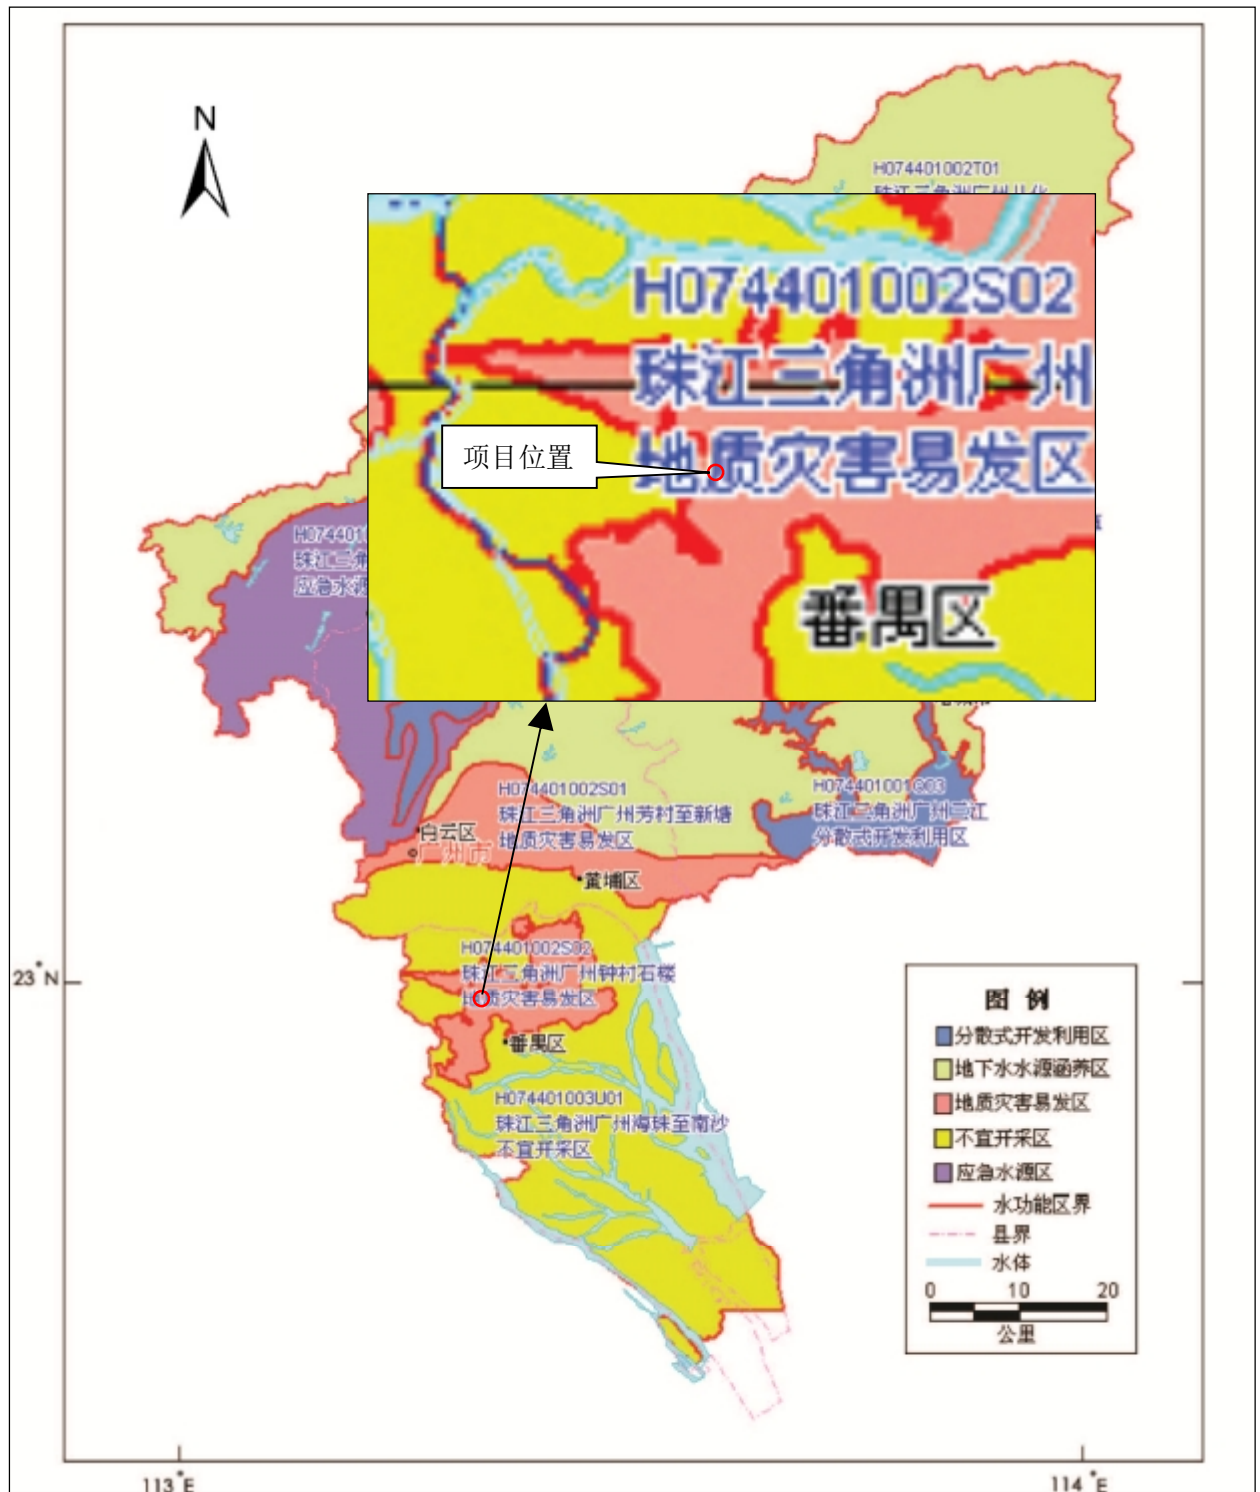 N
H074401002T01
H074401002S02
珠江三角洲广州
地质灾害易发区
项目位置
番禺区
H074401002S01
珠江三角洲广州芳村至新塘
地质灾害易发区
H074401001Q03
珠江三角洲广州三江
分散式开发利用区
白云区
广州市
黄埔区
H074401002S02
珠江三角洲广州钟村石楼
地质灾害易发区
番禺区
H074401003U01
珠江三角洲广州海珠至南沙
不宜开采区
23°N
图 例
分散式开发利用区
地下水水源涵养区
地质灾害易发区
不宜开采区
应急水源区
水功能区界
县界
水体
0 10 20
公里
113°E
114°E